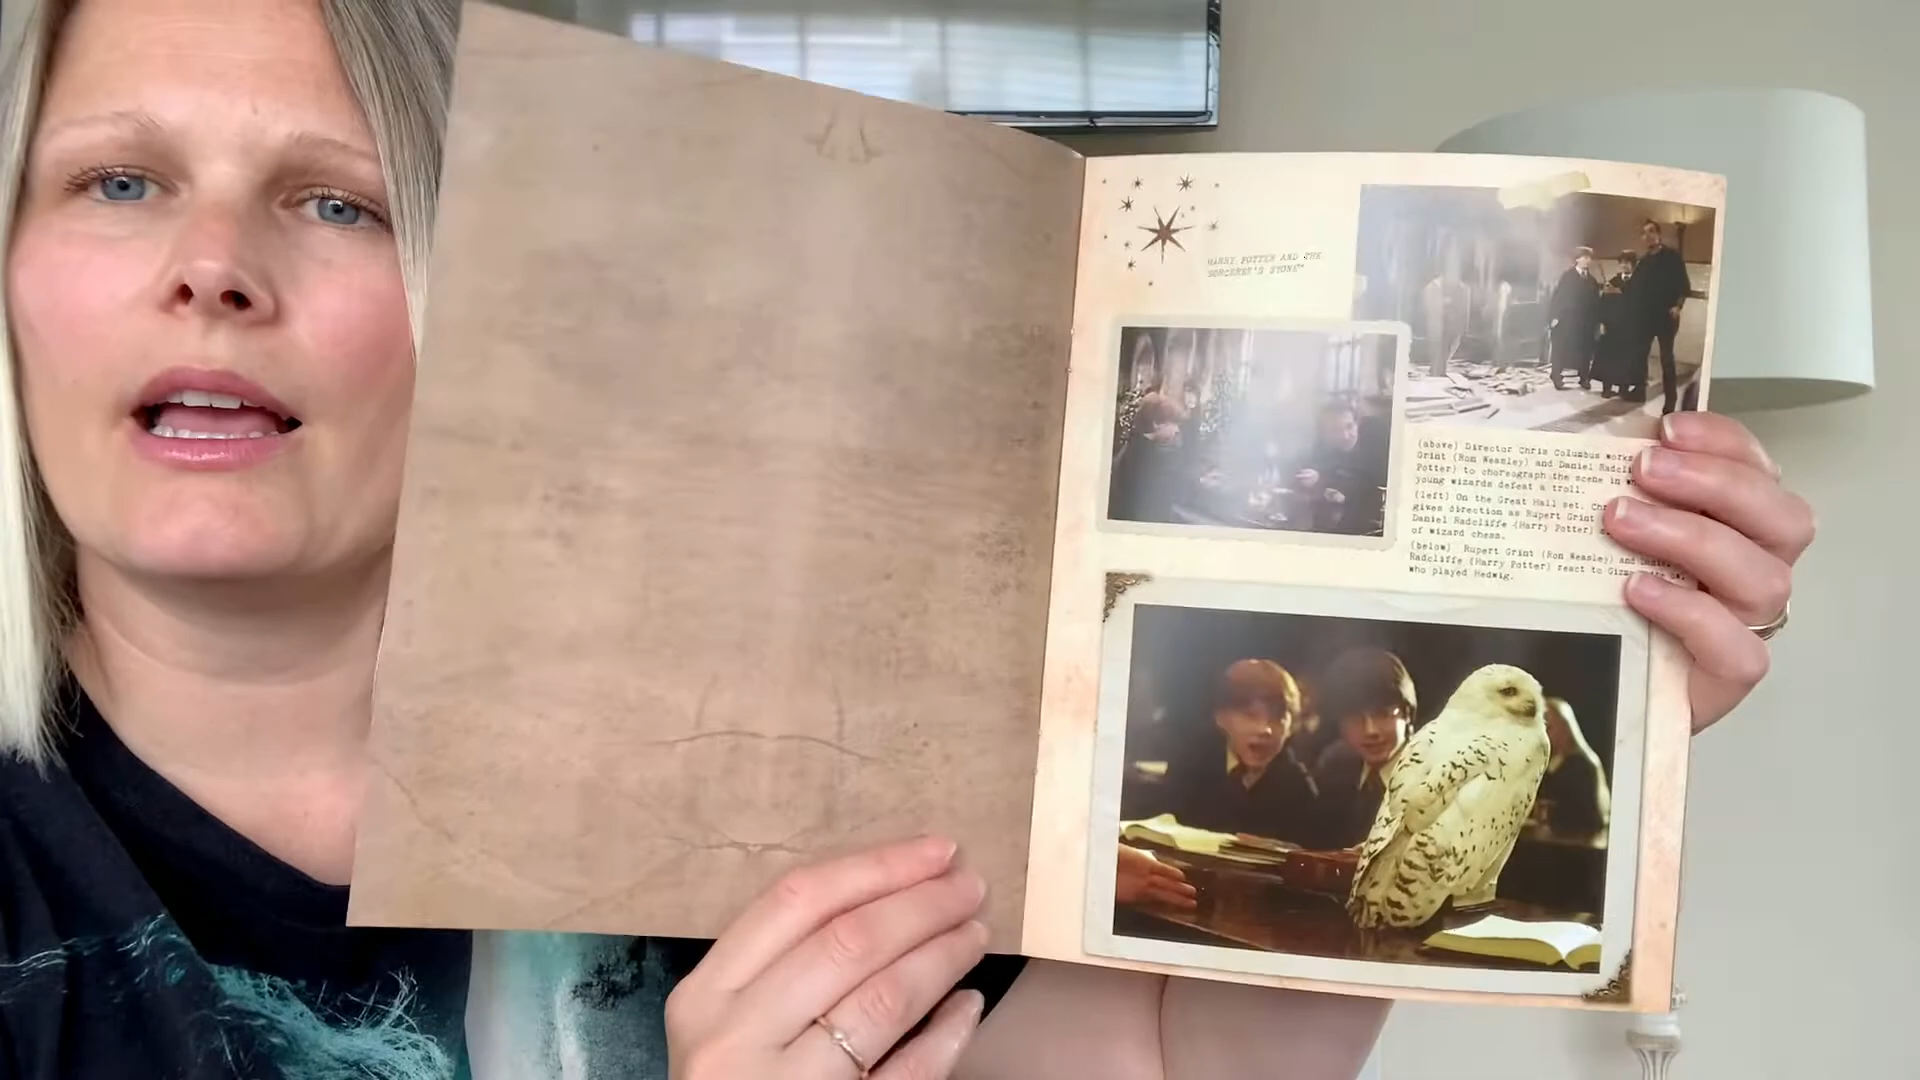 HARRY POTTER AND THE
SORCERER'S STONE™
(above) Director Chris Columbus works
Grint (Ron Weasley) and Daniel Radcli
Potter) to choreograph the scene in
young wizards defeat a troll.
(left) On the Great Hall set,
gives direction as Rupert Grint
Daniel Radcliffe (Harry Potter)
of wizard chess.
(below) Rupert Grint (Ron Weasley) and Daniel
Radcliffe (Harry Potter) react to
who played Hedwig.